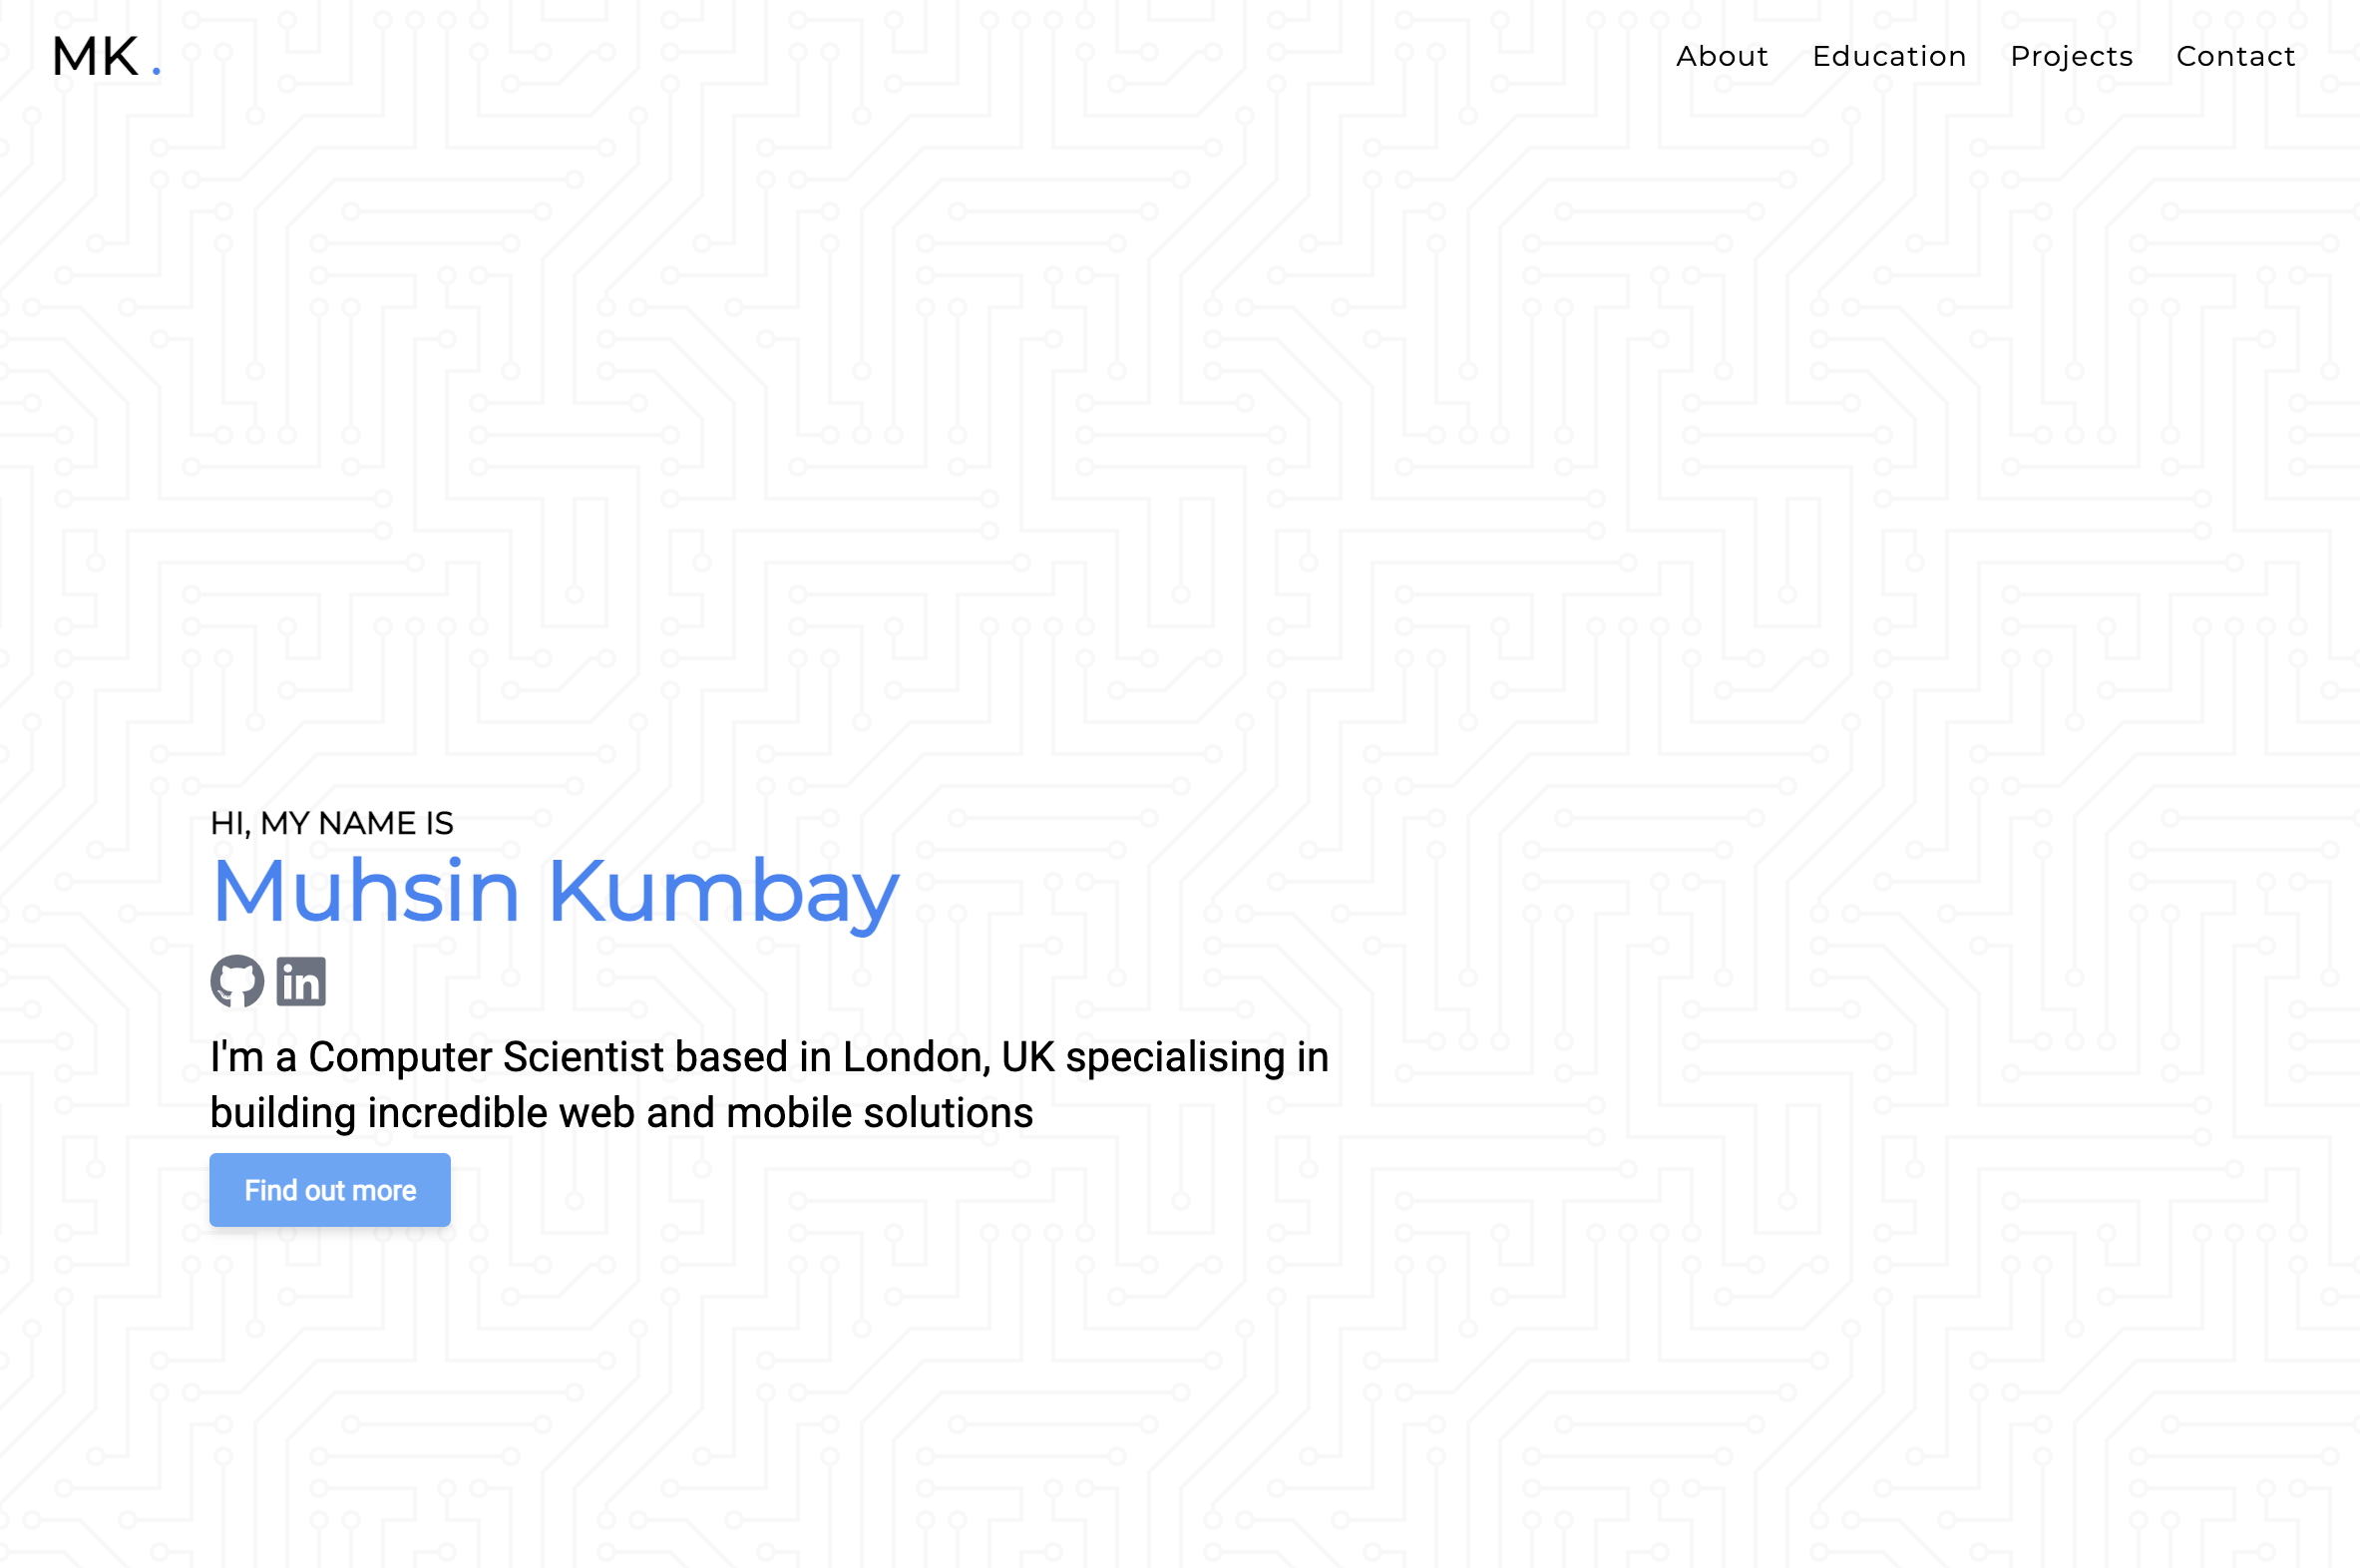 MK .
About Education Projects Contact
HI, MY NAME IS
Muhsin Kumbay
in
I'm a Computer Scientist based in London, UK specialising in
building incredible web and mobile solutions
Find out more